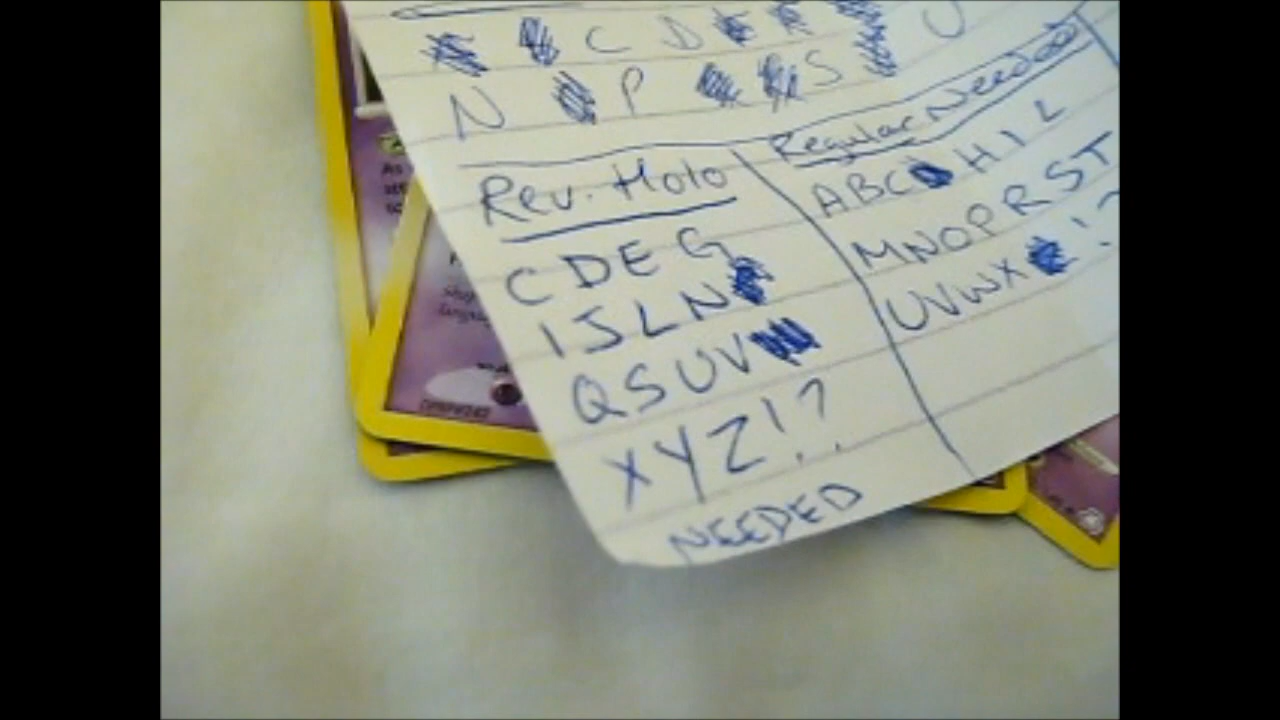 C D U
N P S
Rev. Holo
C D E G
I J L N
Q S U V
X Y Z ! ?
NEEDED
Regular Needed
A B C H I L
M N O P R S T
U V W X ! ?